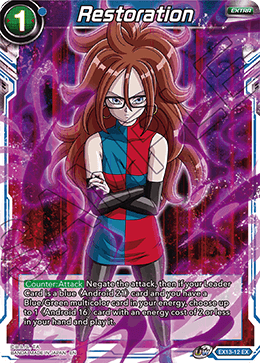 1
Restoration
EXTRA
Counter:Attack Negate the attack, then if your Leader
Card is a blue 《Android 21》 card and you have a
Blue/Green multicolor card in your energy, choose up
to 1 《Android 16》 card with an energy cost of 2 or less
in your hand and play it.
EX13-12 EX